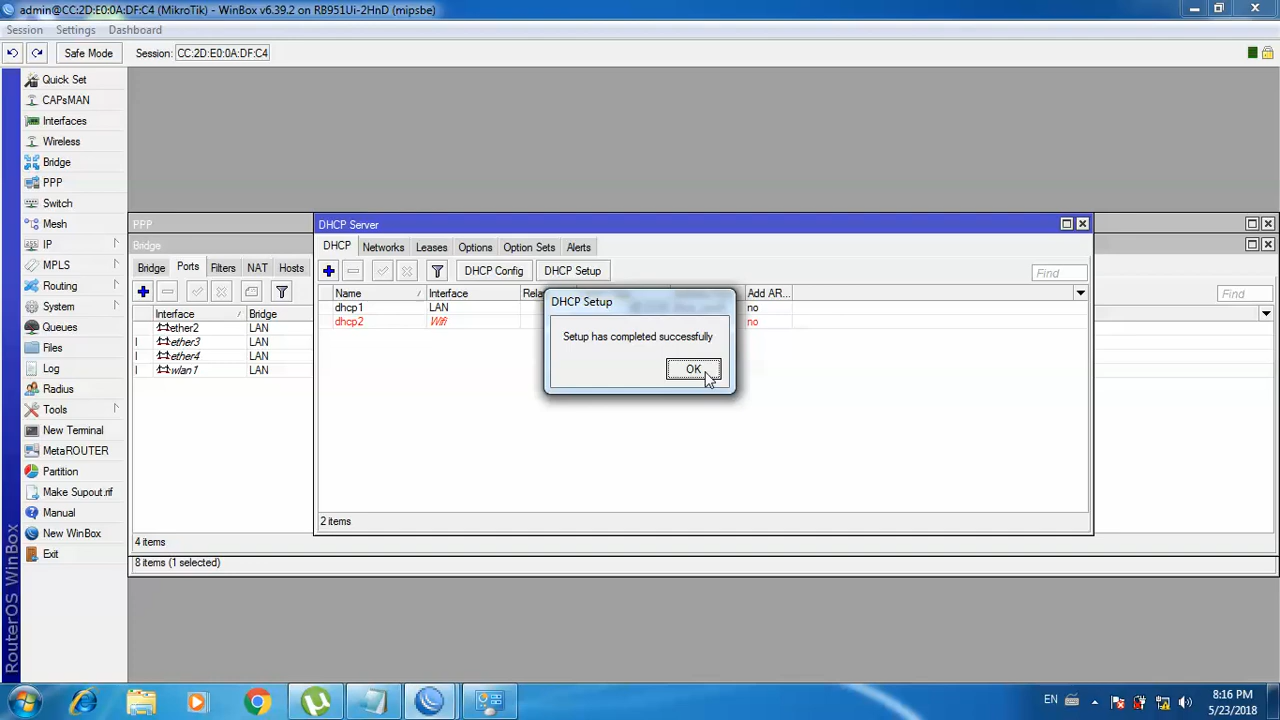 admin@CC:2D:E0:0A:DF:C4 (MikroTik) - WinBox v6.39.2 on RB951Ui-2HnD (mipsbe)
Session Settings Dashboard
Safe Mode Session: CC:2D:E0:0A:DF:C4
Quick Set
CAPsMAN
Interfaces
Wireless
Bridge
PPP
Switch
Mesh
IP
MPLS
Routing
System
Queues
Files
Log
Radius
Tools
New Terminal
MetaROUTER
Partition
Make Supout.rif
Manual
New WinBox
Exit
RouterOS WinBox
PPP
Bridge
Bridge Ports Filters NAT Hosts
Find
Interface Bridge
ether2 LAN
I ether3 LAN
I ether4 LAN
I wlan1 LAN
4 items
8 items (1 selected)
DHCP Server
DHCP Networks Leases Options Option Sets Alerts
DHCP Config DHCP Setup Find
Name Interface Add AR...
dhcp1 LAN no
dhcp2 Wifi no
2 items
DHCP Setup
Setup has completed successfully
OK
EN
8:16 PM
5/23/2018